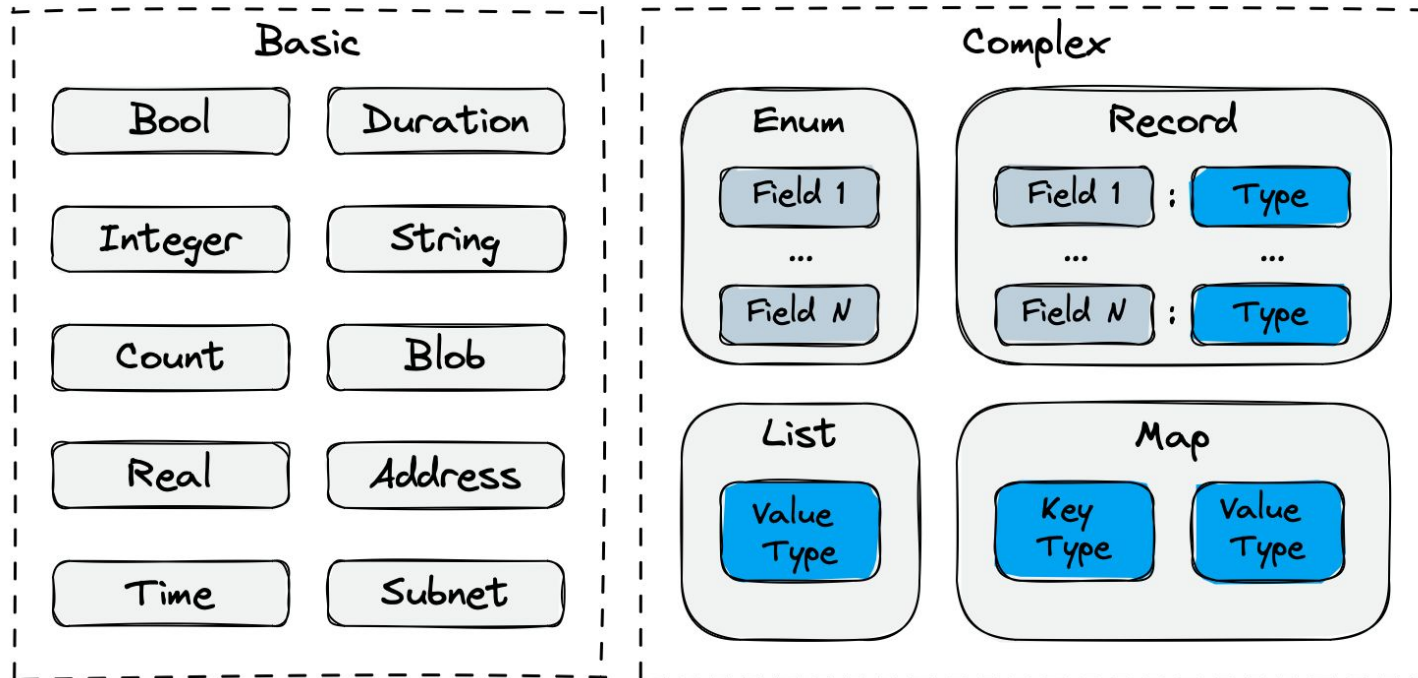 Basic
Bool
Duration
Integer
String
Count
Blob
Real
Address
Time
Subnet
Complex
Enum
Field 1
...
Field N
Record
Field 1 : Type
... ...
Field N : Type
List
Value
Type
Map
Key
Type
Value
Type